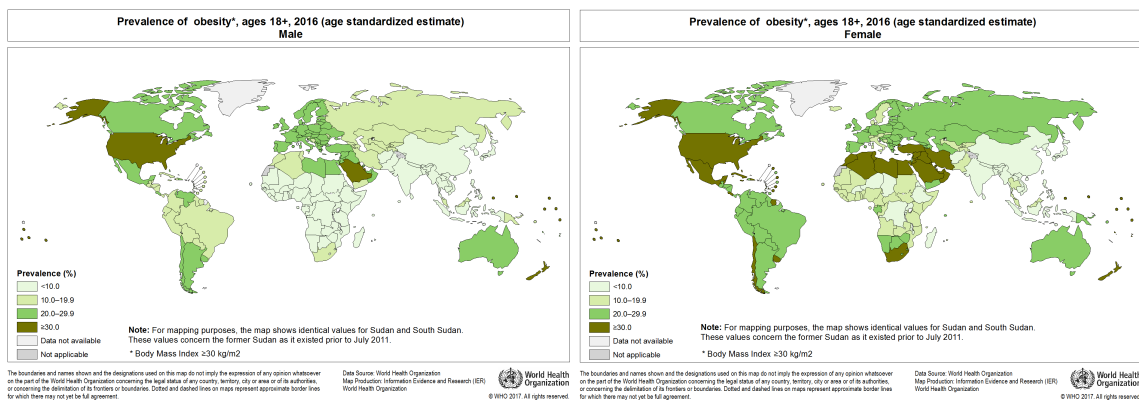 Prevalence of obesity*, ages 18+, 2016 (age standardized estimate)
Male
Prevalence (%)
<10.0
10.0–19.9
20.0–29.9
≥30.0
Data not available
Not applicable
Note: For mapping purposes, the map shows identical values for Sudan and South Sudan.
These values concern the former Sudan as it existed prior to July 2011.
* Body Mass Index ≥30 kg/m2
The boundaries and names shown and the designations used on this map do not imply the expression of any opinion whatsoever
on the part of the World Health Organization concerning the legal status of any country, territory, city or area or of its authorities,
or concerning the delimitation of its frontiers or boundaries. Dotted and dashed lines on maps represent approximate border lines
for which there may not yet be full agreement.
Data Source: World Health Organization
Map Production: Information Evidence and Research (IER)
World Health Organization
World Health
Organization
© WHO 2017. All rights reserved.
Prevalence of obesity*, ages 18+, 2016 (age standardized estimate)
Female
Prevalence (%)
<10.0
10.0–19.9
20.0–29.9
≥30.0
Data not available
Not applicable
Note: For mapping purposes, the map shows identical values for Sudan and South Sudan.
These values concern the former Sudan as it existed prior to July 2011.
* Body Mass Index ≥30 kg/m2
The boundaries and names shown and the designations used on this map do not imply the expression of any opinion whatsoever
on the part of the World Health Organization concerning the legal status of any country, territory, city or area or of its authorities,
or concerning the delimitation of its frontiers or boundaries. Dotted and dashed lines on maps represent approximate border lines
for which there may not yet be full agreement.
Data Source: World Health Organization
Map Production: Information Evidence and Research (IER)
World Health Organization
World Health
Organization
© WHO 2017. All rights reserved.